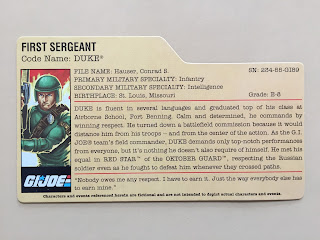 FIRST SERGEANT
Code Name: DUKE®
FILE NAME: Hauser, Conrad S.
SN: 234-55-0189
PRIMARY MILITARY SPECIALTY: Infantry
SECONDARY MILITARY SPECIALTY: Intelligence
BIRTHPLACE: St. Louis, Missouri
Grade: E-8
DUKE is fluent in several languages and graduated top of his class at
Airborne School, Fort Benning. Calm and determined, he commands by
winning respect. He turned down a battlefield commission because it would
distance him from his troops – and from the center of the action. As the G.I.
JOE® team's field commander, DUKE demands only top-notch performances
from everyone, but it's nothing he doesn't also require of himself. He met his
equal in RED STAR™ of the OKTOBER GUARD™, respecting the Russian
soldier even as he fought to defeat him whenever they crossed paths.
"Nobody owes me any respect, I have to earn it. Just the way everybody else has
to earn mine."
Characters and events referenced herein are fictional and are not intended to depict actual characters and events.
G.I.JOE